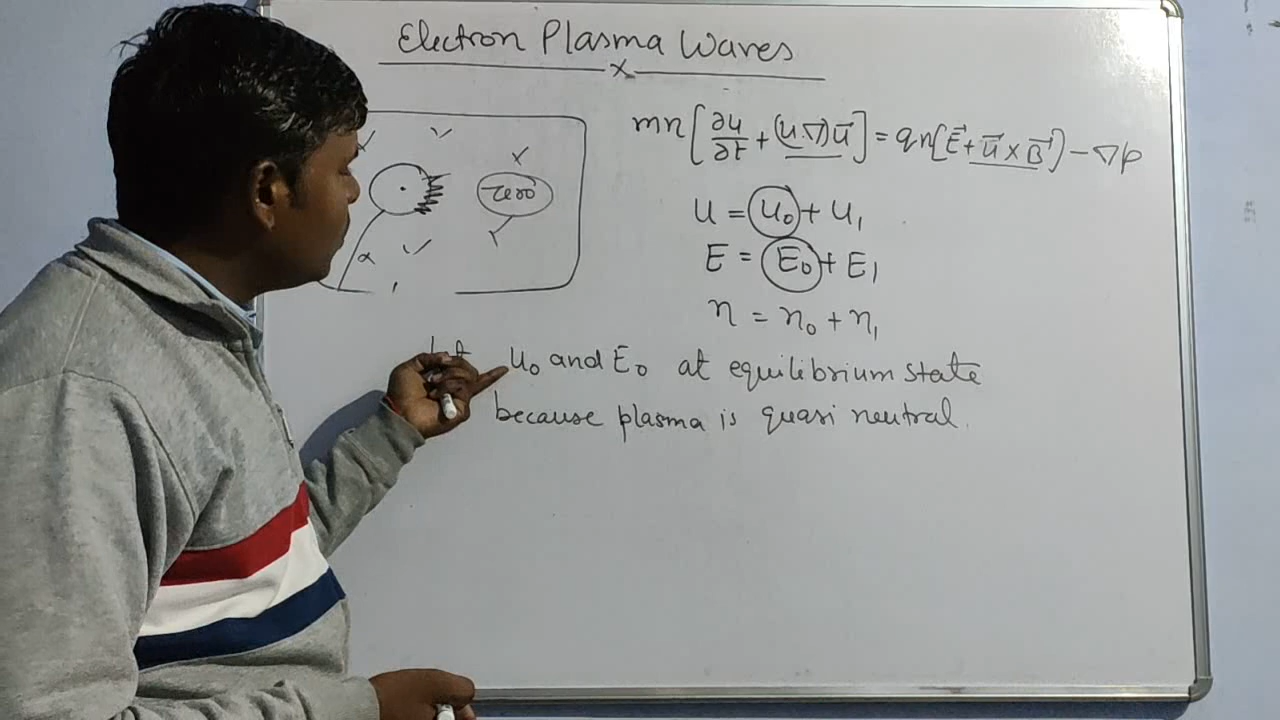 Electron Plasma Waves
x
mn[∂u/∂t + (u.∇)u⃗] = qn[E⃗ + u⃗ × B⃗) − ∇p
zero
u = u₀ + u₁
E = E₀ + E₁
α
n = n₀ + n₁
u₀ and E₀ at equilibrium state
because plasma is quasi neutral.